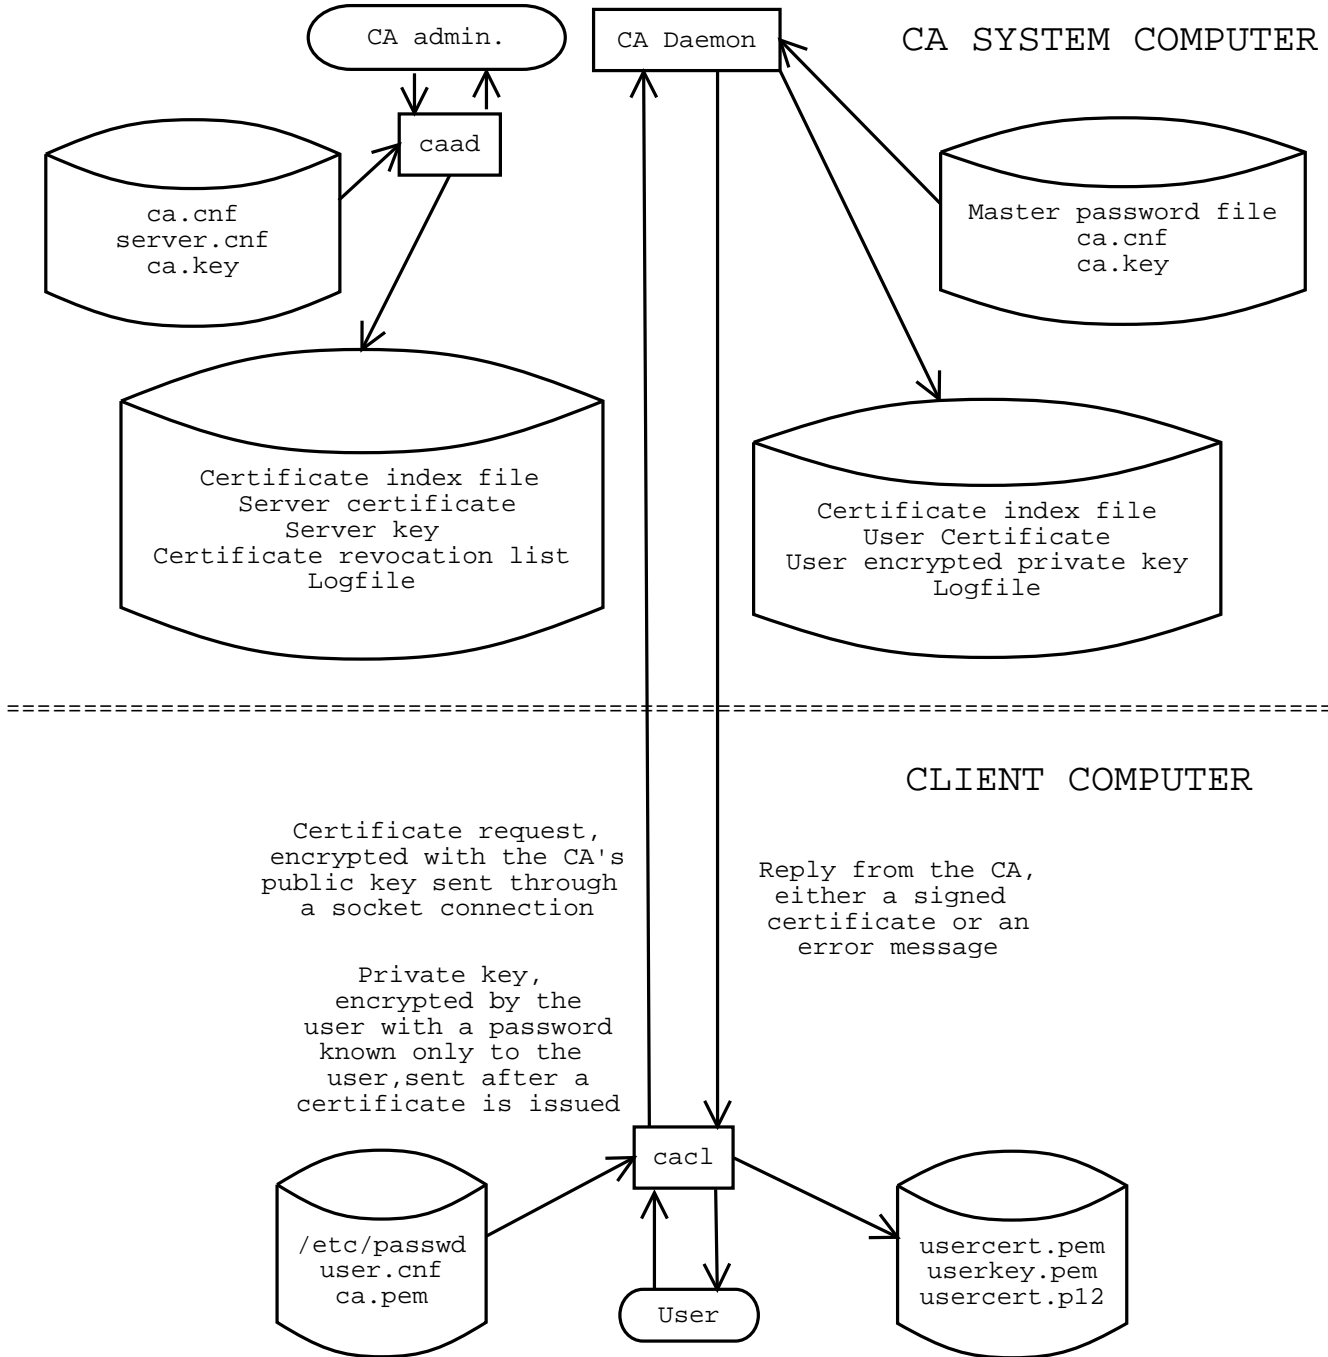 CA admin.
CA Daemon
CA SYSTEM COMPUTER
caad
ca.cnf
server.cnf
ca.key
Master password file
ca.cnf
ca.key
Certificate index file
Server certificate
Server key
Certificate revocation list
Logfile
Certificate index file
User Certificate
User encrypted private key
Logfile
CLIENT COMPUTER
Certificate request,
encrypted with the CA's
public key sent through
a socket connection
Reply from the CA,
either a signed
certificate or an
error message
Private key,
encrypted by the
user with a password
known only to the
user,sent after a
certificate is issued
cacl
/etc/passwd
user.cnf
ca.pem
usercert.pem
userkey.pem
usercert.p12
User